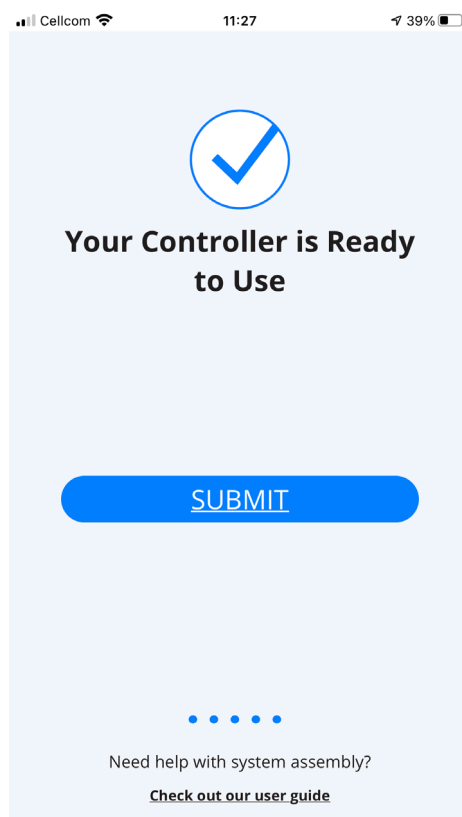 Cellcom 11:27 39%
Your Controller is Ready
to Use
SUBMIT
Need help with system assembly?
Check out our user guide